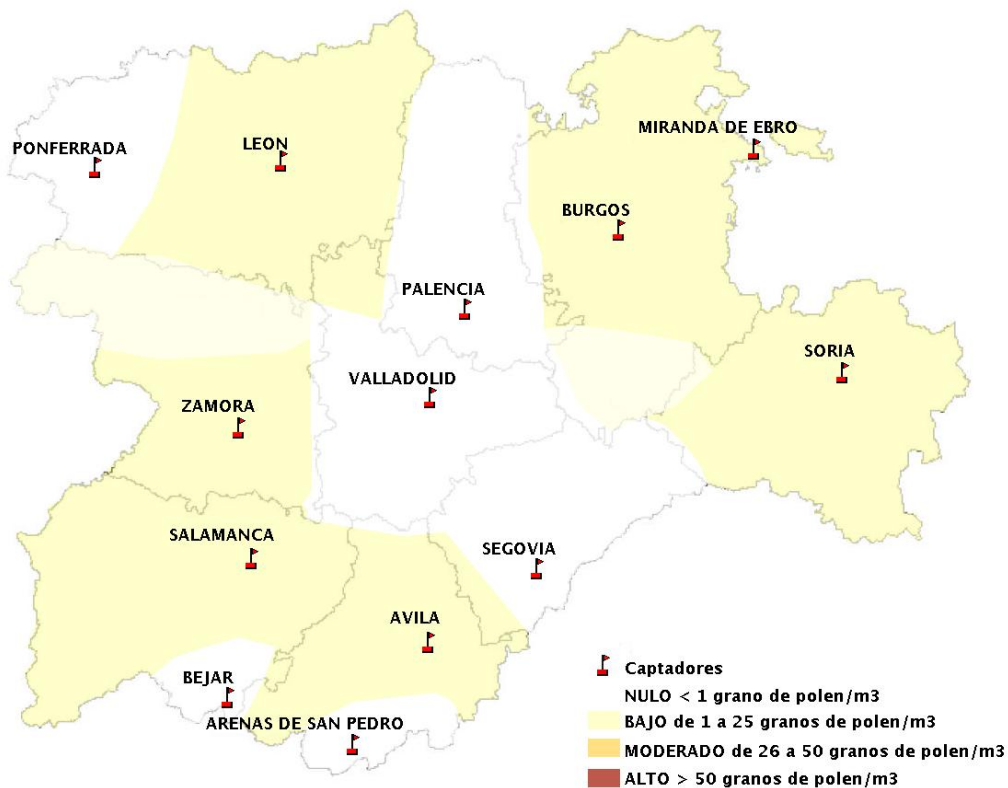 MIRANDA DE EBRO
PONFERRADA
LEON
BURGOS
PALENCIA
SORIA
VALLADOLID
ZAMORA
SALAMANCA
SEGOVIA
AVILA
BEJAR
ARENAS DE SAN PEDRO
Captadores
NULO < 1 grano de polen/m3
BAJO de 1 a 25 granos de polen/m3
MODERADO de 26 a 50 granos de polen/m3
ALTO > 50 granos de polen/m3